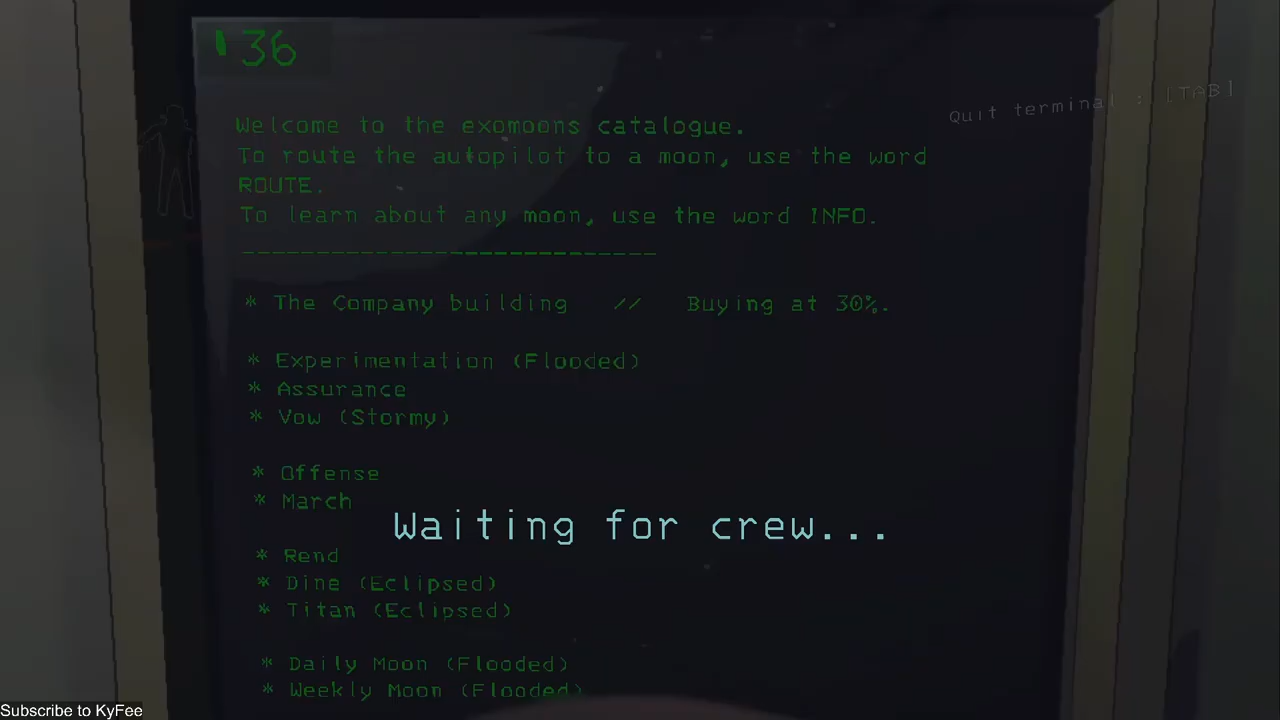 36
Quit terminal : [TAB]
Welcome to the exomoons catalogue.
To route the autopilot to a moon, use the word
ROUTE.
To learn about any moon, use the word INFO.
----------------------------
* The Company building // Buying at 30%.
* Experimentation (Flooded)
* Assurance
* Vow (Stormy)
* Offense
* March
Waiting for crew...
* Rend
* Dine (Eclipsed)
* Titan (Eclipsed)
* Daily Moon (Flooded)
* Weekly Moon (Flooded)
Subscribe to KyFee